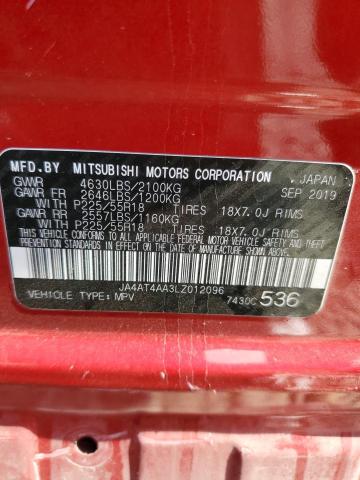 MFD.BY MITSUBISHI MOTORS CORPORATION JAPAN
GVWR 4630LBS/2100KG SEP 2019
GAWR FR 2646LBS/1200KG
WITH P225/55R18 TIRES 18X7.0J RIMS
GAWR RR 2557LBS/1160KG
WITH P225/55R18 TIRES 18X7.0J RIMS
THIS VEHICLE CONFORMS TO ALL APPLICABLE FEDERAL MOTOR VEHICLE SAFETY, BUMPER, AND THEFT
PREVENTION STANDARDS IN EFFECT ON THE DATE OF MANUFACTURE SHOWN ABOVE.
JA4AT4AA3LZ012096
VEHICLE TYPE: MPV 7430C 536